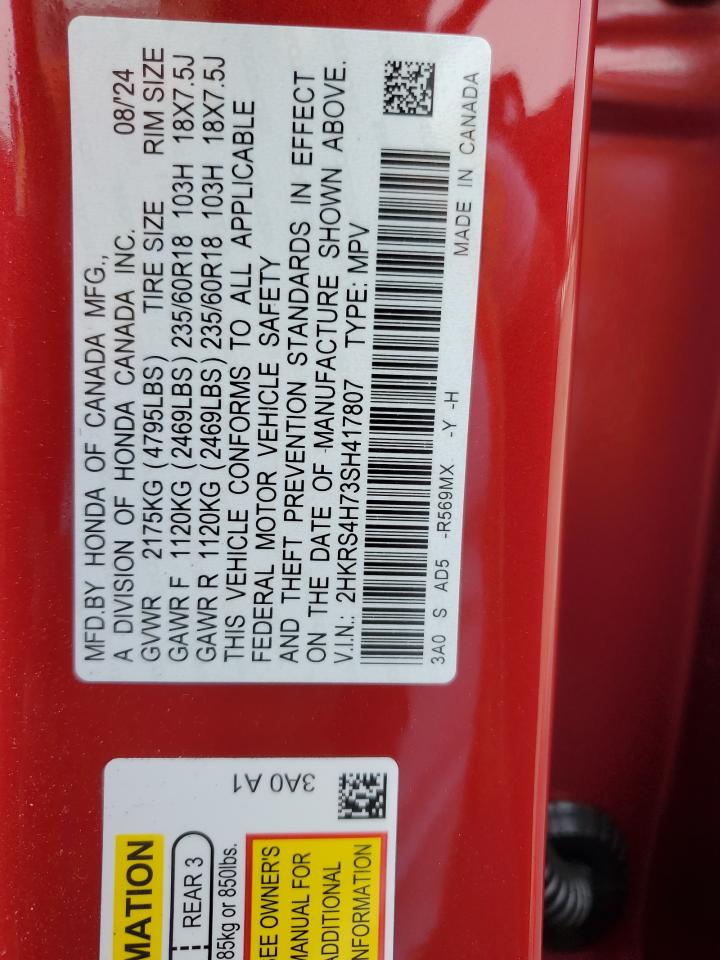 MFD.BY HONDA OF CANADA MFG.,
A DIVISION OF HONDA CANADA INC. 08/'24
GVWR 2175KG (4795LBS) TIRE SIZE RIM SIZE
GAWR F 1120KG (2469LBS) 235/60R18 103H 18X7.5J
GAWR R 1120KG (2469LBS) 235/60R18 103H 18X7.5J
THIS VEHICLE CONFORMS TO ALL APPLICABLE
FEDERAL MOTOR VEHICLE SAFETY
AND THEFT PREVENTION STANDARDS IN EFFECT
ON THE DATE OF MANUFACTURE SHOWN ABOVE.
V.I.N.: 2HKRS4H73SH417807 TYPE: MPV
3A0 S AD5 -R569MX -Y -H MADE IN CANADA
3A0 A1
MATION
REAR 3
85kg or 850lbs.
SEE OWNER'S
MANUAL FOR
ADDITIONAL
INFORMATION